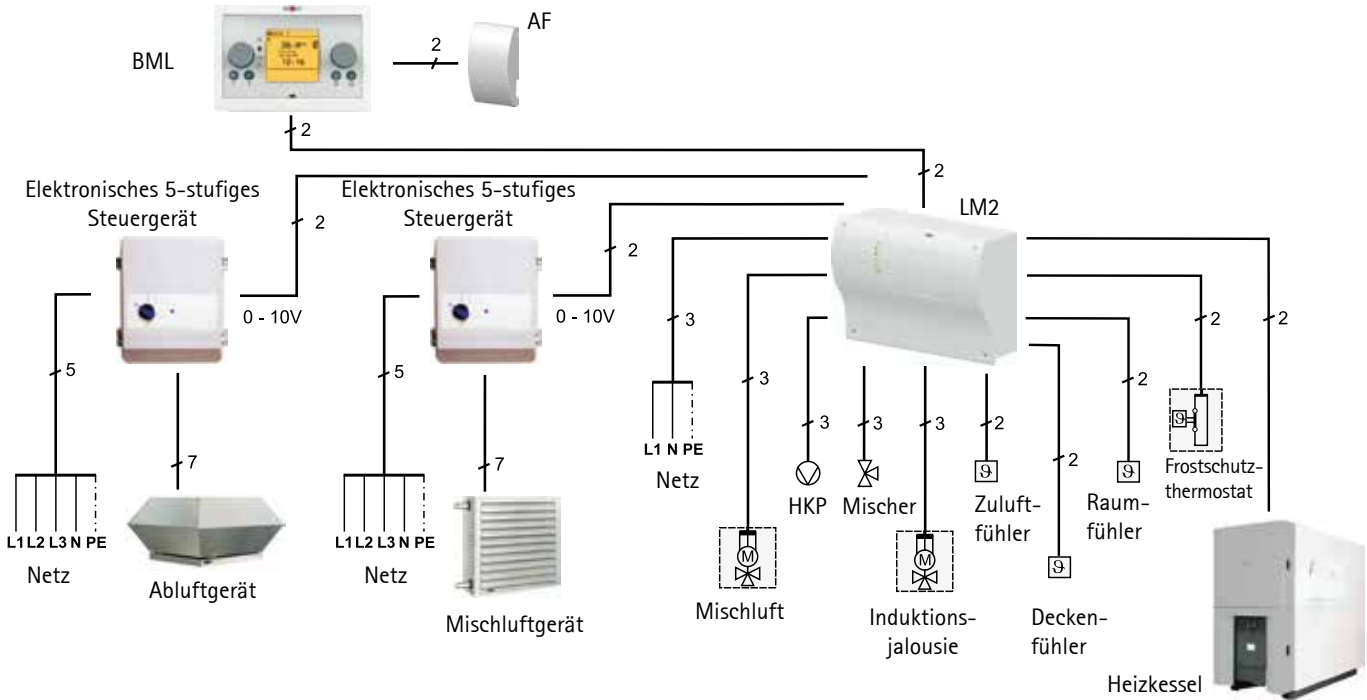 AF
BML
2
2
2
Elektronisches 5-stufiges
Steuergerät
Elektronisches 5-stufiges
Steuergerät
LM2
2
2
0 - 10V
0 - 10V
3
2
2
5
5
3
2
7
7
3
3
3
2
2
L1 N PE
Netz
HKP
Mischer
Zuluft-
fühler
Raum-
fühler
Frostschutz-
thermostat
L1 L2 L3 N PE
Netz
Abluftgerät
L1 L2 L3 N PE
Netz
Mischluftgerät
M
Mischluft
M
Induktions-
jalousie
Decken-
fühler
ϑ
ϑ
ϑ
ϑ
Heizkessel